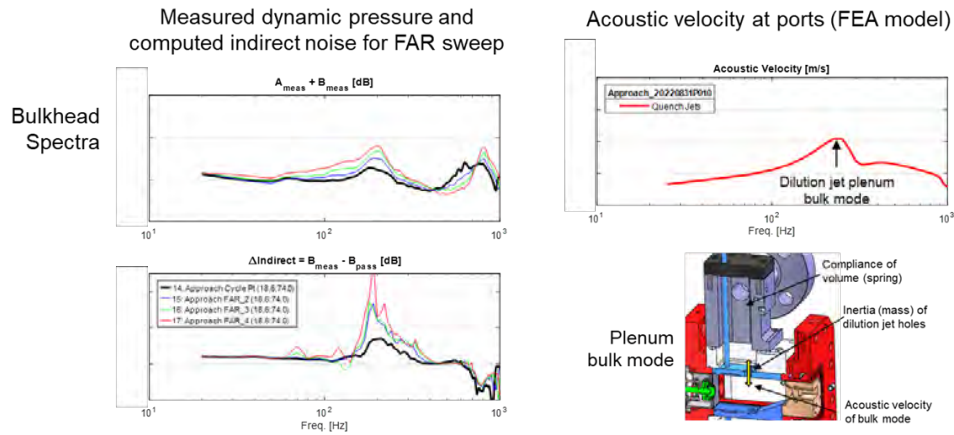 Measured dynamic pressure and
computed indirect noise for FAR sweep
Acoustic velocity at ports (FEA model)
Bulkhead
Spectra
A_meas + B_meas [dB]
10^1
10^2
10^3
Freq. [Hz]
Acoustic Velocity [m/s]
Approach_20220831P010
Quench Jets
Dilution jet plenum
bulk mode
10^1
10^2
10^3
Freq. [Hz]
ΔIndirect = B_meas - B_pass [dB]
14: Approach Cycle Pt (18.6:74.0)
15: Approach FAR_2 (18.6:74.0)
16: Approach FAR_3 (18.6:74.0)
17: Approach FAR_4 (18.6:74.0)
10^1
10^2
10^3
Freq. [Hz]
Plenum
bulk mode
Compliance of
volume (spring)
Inertia (mass) of
dilution jet holes
Acoustic velocity
of bulk mode